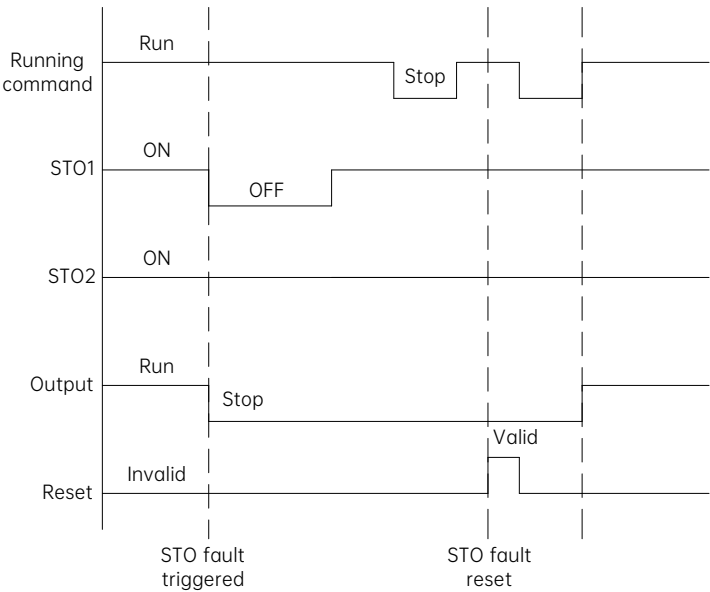 Run
Running
command
Stop
ON
STO1
OFF
ON
STO2
Run
Output
Stop
Valid
Invalid
Reset
STO fault
triggered
STO fault
reset